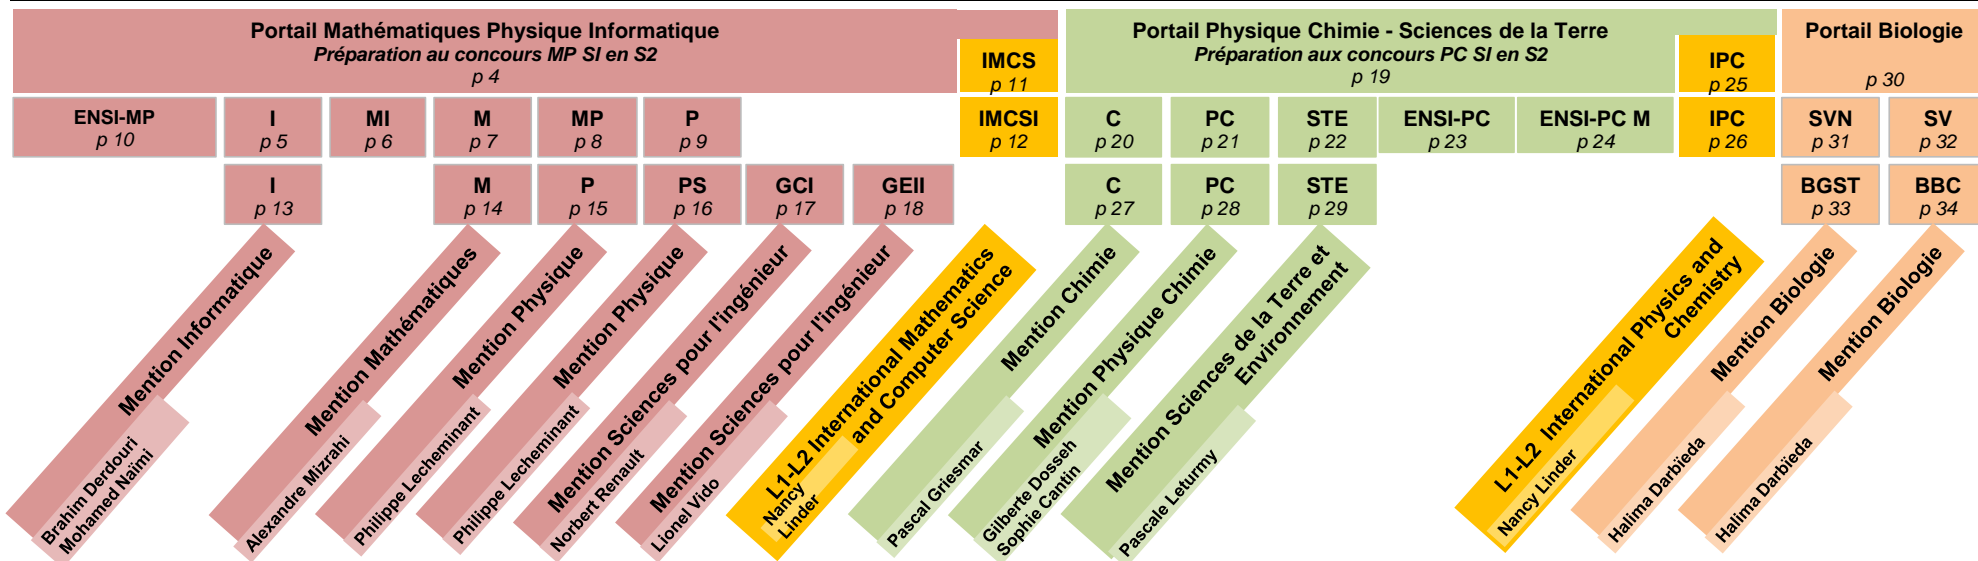 Portail Mathématiques Physique Informatique
Préparation au concours MP SI en S2
p 4
IMCS
p 11
Portail Physique Chimie - Sciences de la Terre
Préparation aux concours PC SI en S2
p 19
IPC
p 25
Portail Biologie
p 30
ENSI-MP
p 10
I
p 5
MI
p 6
M
p 7
MP
p 8
P
p 9
IMCSI
p 12
C
p 20
PC
p 21
STE
p 22
ENSI-PC
p 23
ENSI-PC M
p 24
IPC
p 26
SVN
p 31
SV
p 32
I
p 13
M
p 14
P
p 15
PS
p 16
GCI
p 17
GEII
p 18
C
p 27
PC
p 28
STE
p 29
BGST
p 33
BBC
p 34
Mention Informatique
Brahim Derdouri
Mohamed Naïmi
Mention Mathématiques
Alexandre Mizrahi
Mention Physique
Philippe Lecheminant
Mention Physique
Philippe Lecheminant
Mention Sciences pour l'ingénieur
Norbert Renault
Mention Sciences pour l'ingénieur
Lionel Vido
L1-L2 International Mathematics
and Computer Science
Nancy
Linder
Mention Chimie
Pascal Griesmar
Mention Physique Chimie
Gilberte Dosseh
Sophie Cantin
Mention Sciences de la Terre et
Environnement
Pascale Leturmy
L1-L2 International Physics and
Chemistry
Nancy Linder
Mention Biologie
Halima Darbïeda
Mention Biologie
Halima Darbïeda